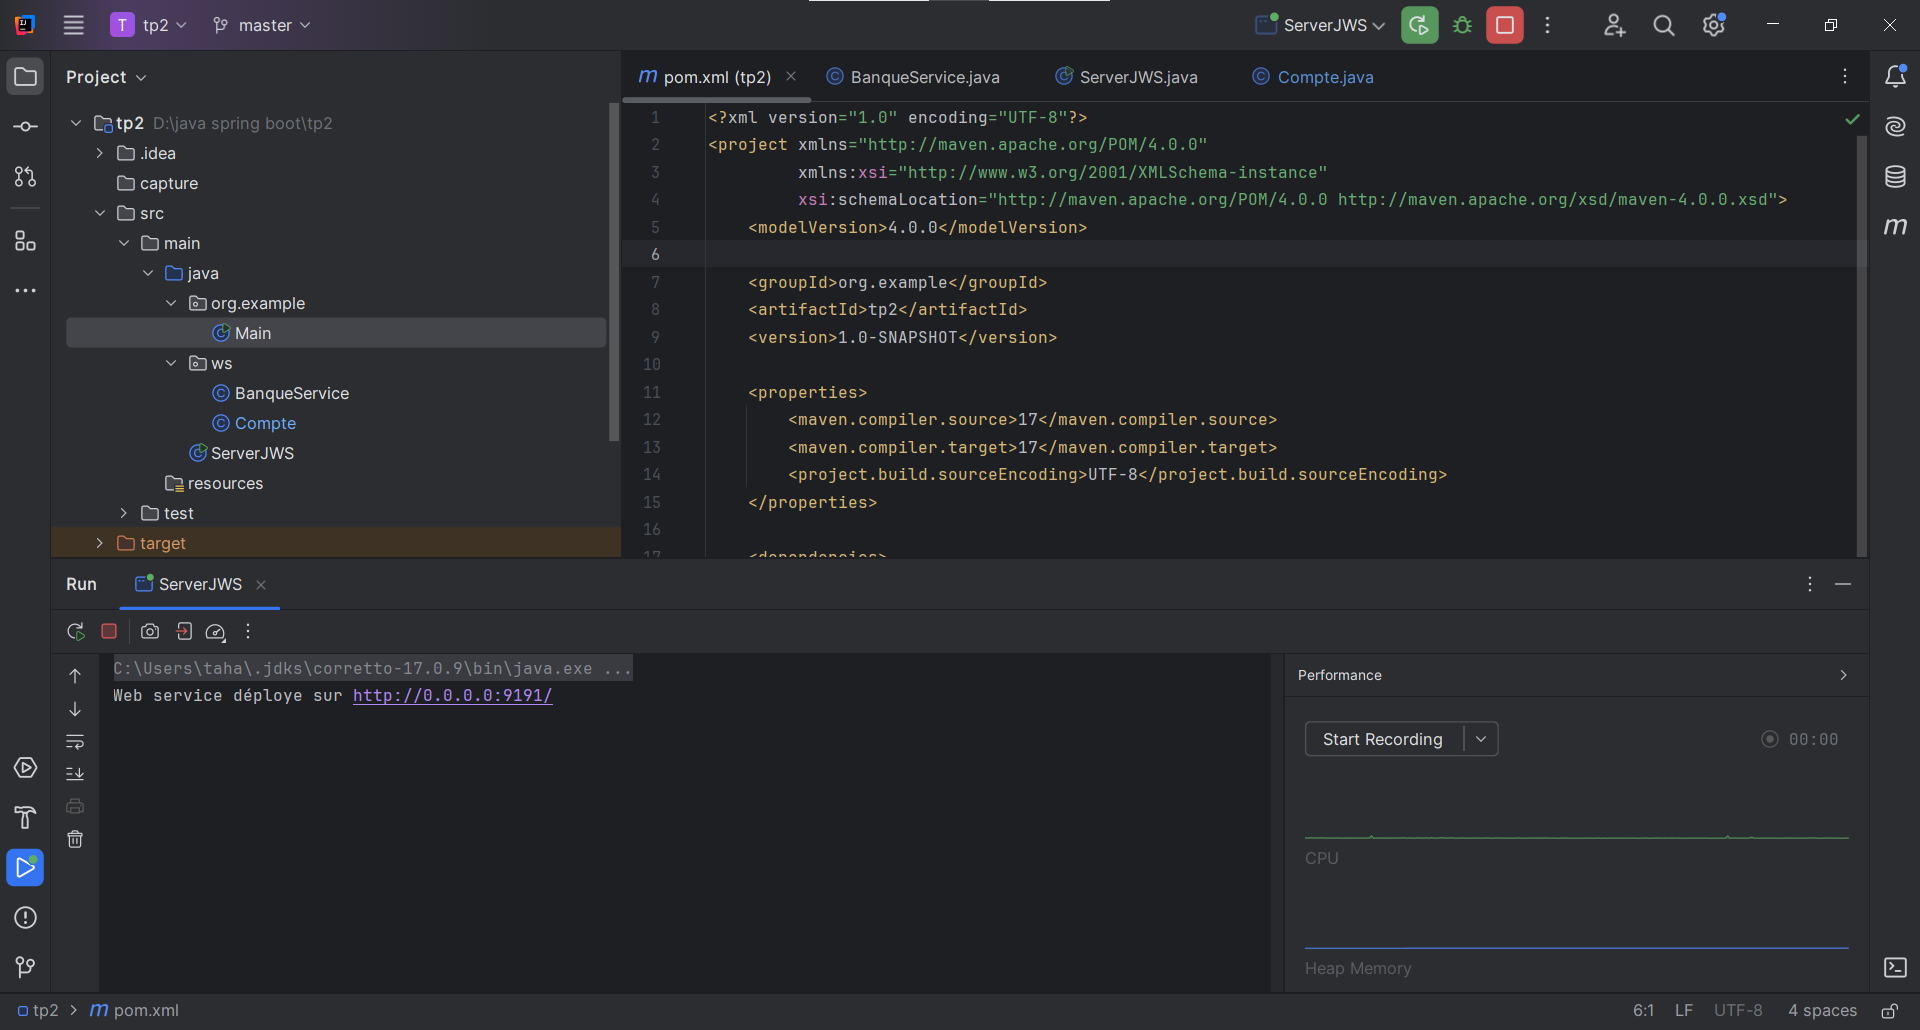 T tp2 master ServerJWS
Project
pom.xml (tp2) BanqueService.java ServerJWS.java Compte.java
tp2 D:\java spring boot\tp2
.idea
capture
src
main
java
org.example
Main
ws
BanqueService
Compte
ServerJWS
resources
test
target
1 <?xml version="1.0" encoding="UTF-8"?>
2 <project xmlns="http://maven.apache.org/POM/4.0.0"
3 xmlns:xsi="http://www.w3.org/2001/XMLSchema-instance"
4 xsi:schemaLocation="http://maven.apache.org/POM/4.0.0 http://maven.apache.org/xsd/maven-4.0.0.xsd">
5 <modelVersion>4.0.0</modelVersion>
6
7 <groupId>org.example</groupId>
8 <artifactId>tp2</artifactId>
9 <version>1.0-SNAPSHOT</version>
10
11 <properties>
12 <maven.compiler.source>17</maven.compiler.source>
13 <maven.compiler.target>17</maven.compiler.target>
14 <project.build.sourceEncoding>UTF-8</project.build.sourceEncoding>
15 </properties>
16
17 <dependencies>
Run ServerJWS
C:\Users\taha\.jdks\corretto-17.0.9\bin\java.exe ...
Web service déploye sur http://0.0.0.0:9191/
Performance
Start Recording 00:00
CPU
Heap Memory
tp2 > m pom.xml 6:1 LF UTF-8 4 spaces